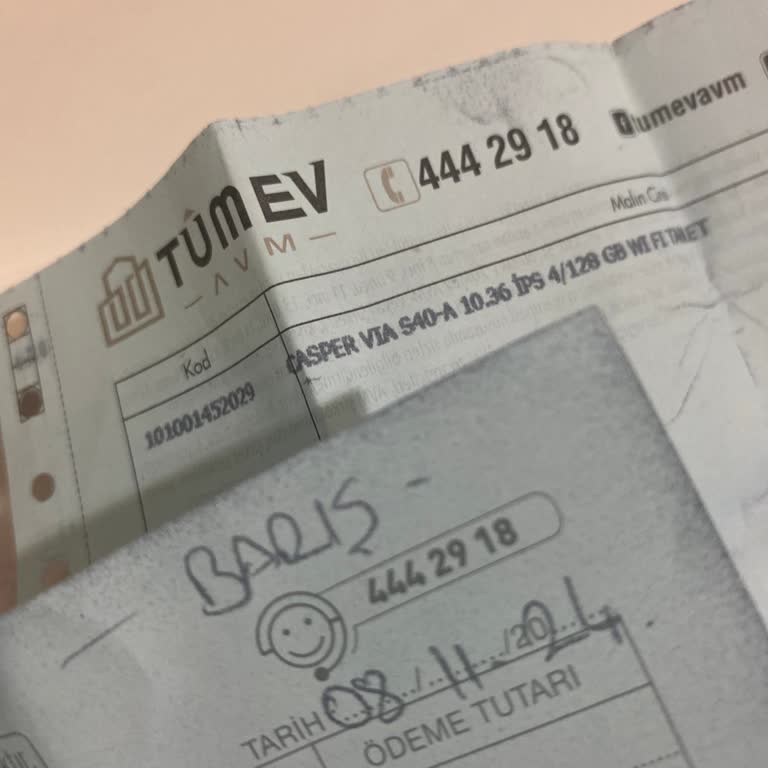 TÜMEV
AVM
444 29 18
tumevavm
Kod
Malın Cinsi
101001452029
CASPER VIA S40-A 10.36 İPS 4/128 GB WI FI TABLET
BARIŞ -
444 29 18
TARİH 08/11/2024
ÖDEME TUTARI